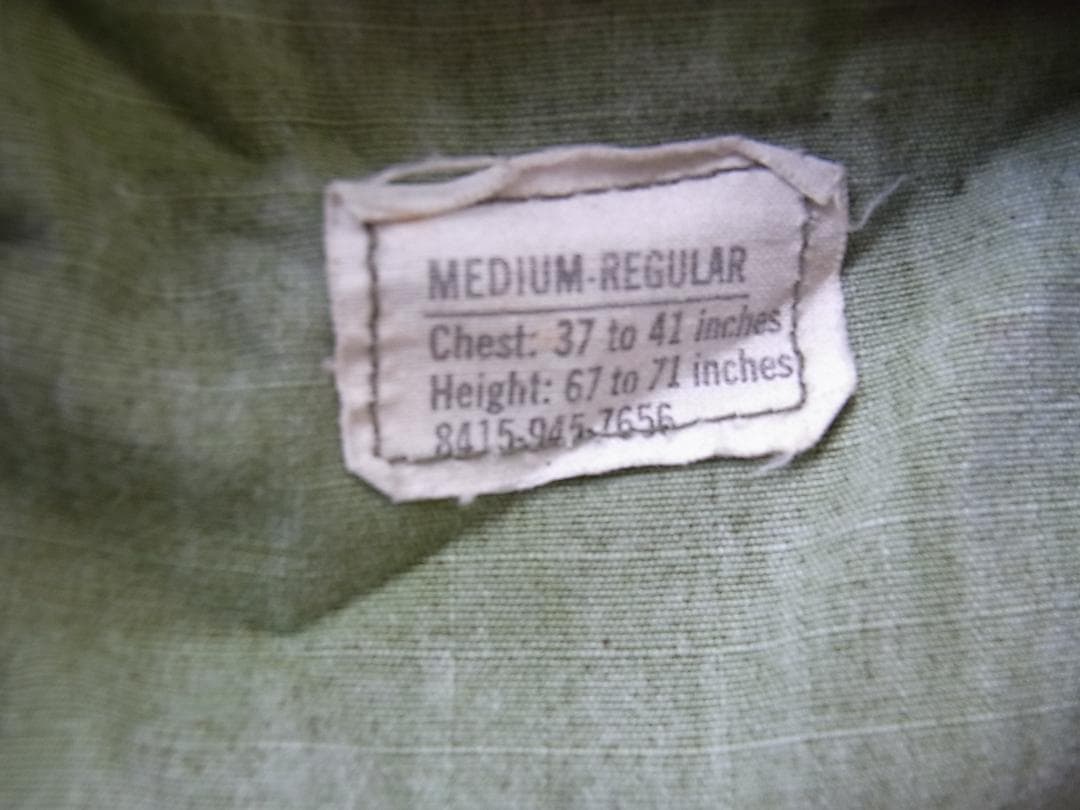 MEDIUM-REGULAR
Chest: 37 to 41 inches
Height: 67 to 71 inches
8415-945-7656